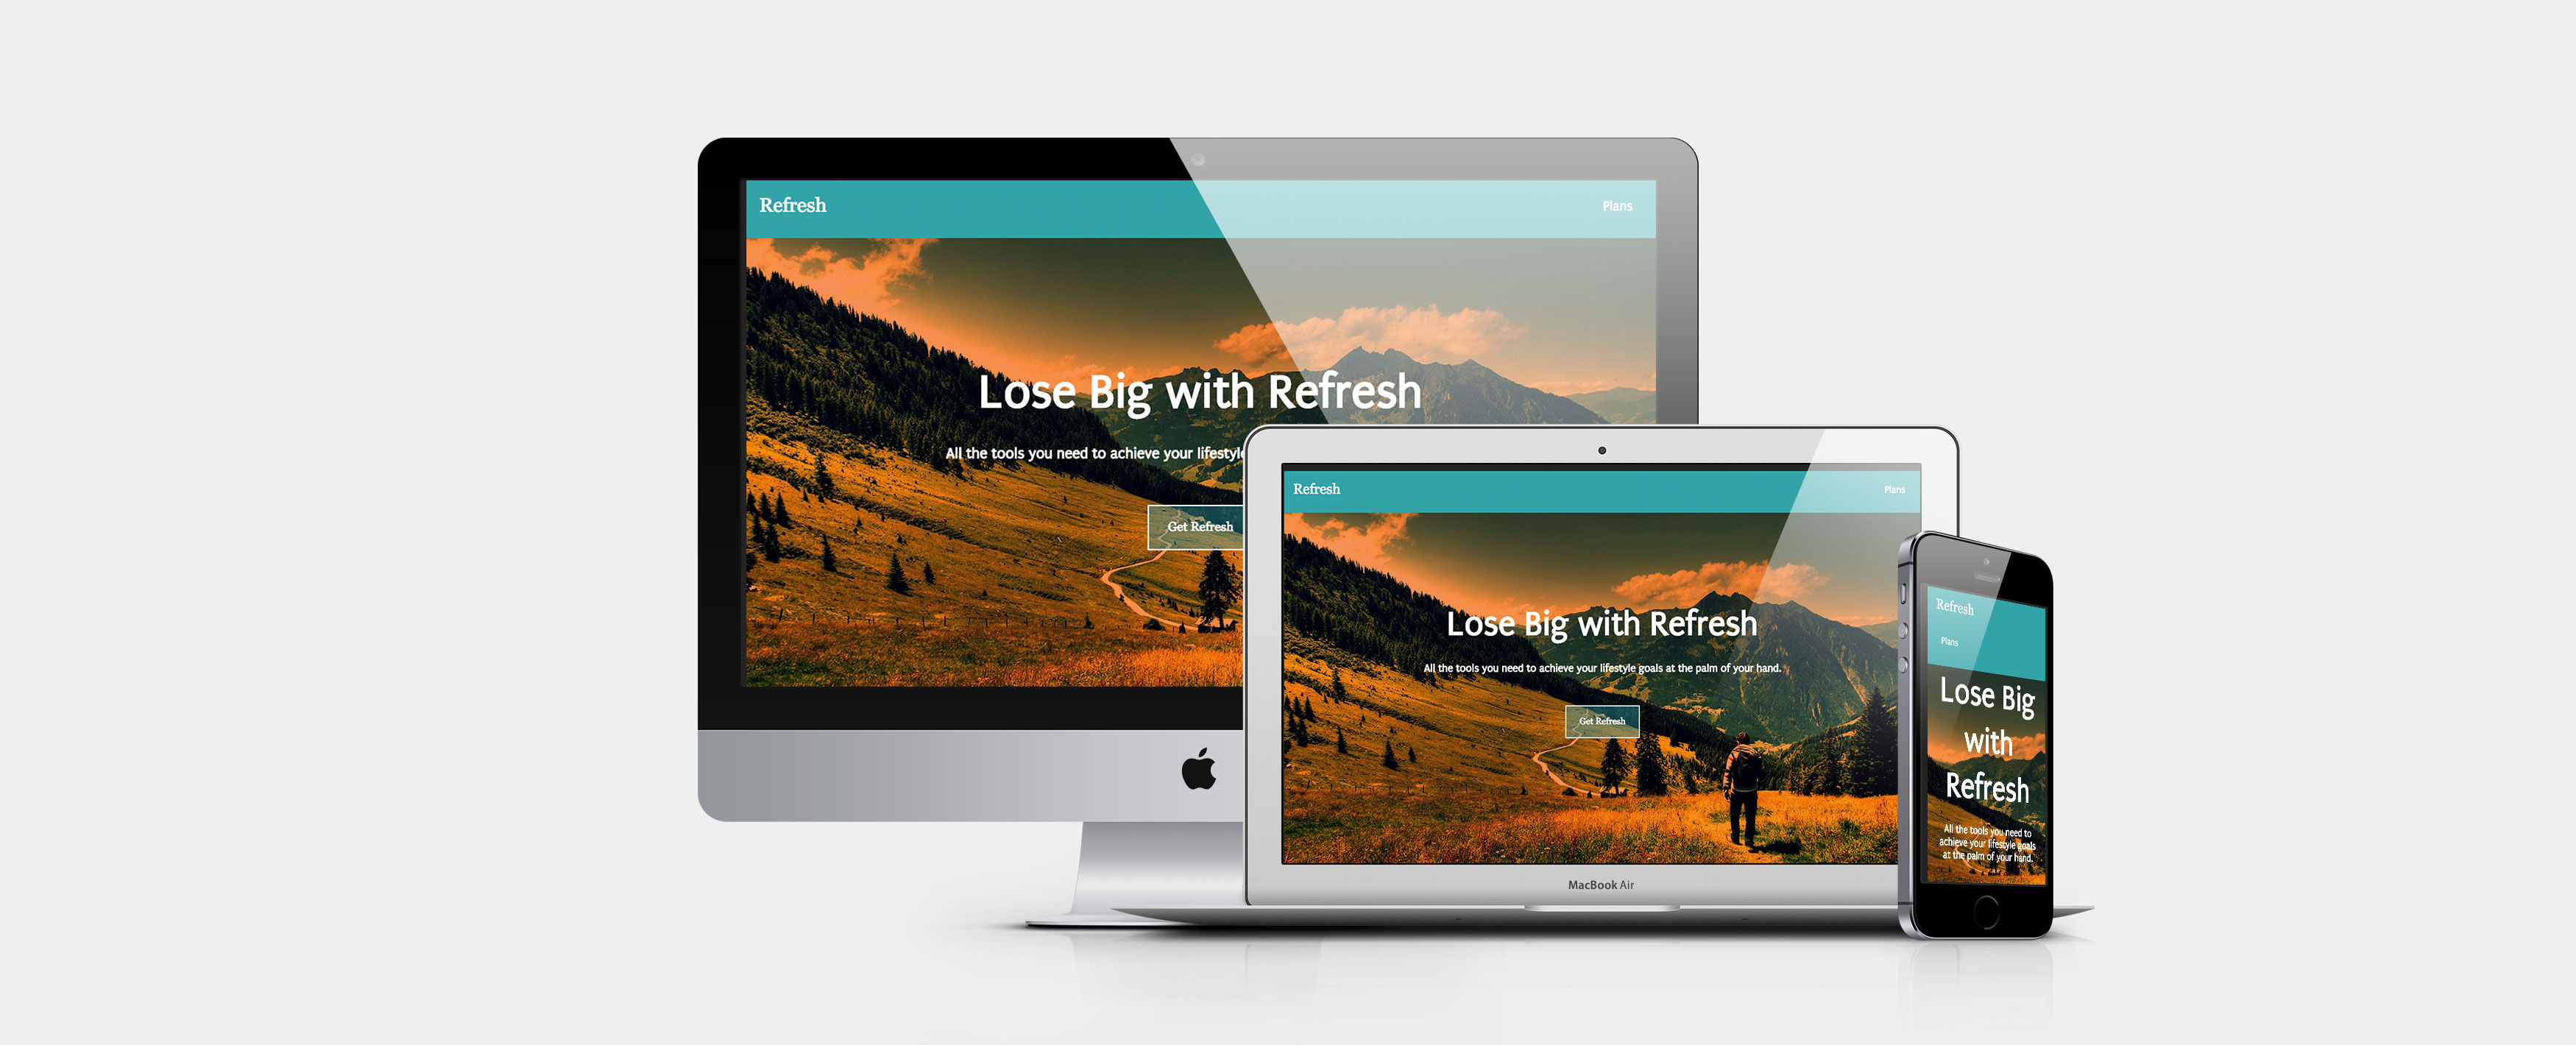 Refresh
Plans
Lose Big with Refresh
All the tools you need to achieve your lifestyle
Get Refresh
Refresh
Plans
Lose Big with Refresh
All the tools you need to achieve your lifestyle goals at the palm of your hand.
Get Refresh
MacBook Air
Refresh
Plans
Lose Big
with
Refresh
All the tools you need to
achieve your lifestyle goals
at the palm of your hand.